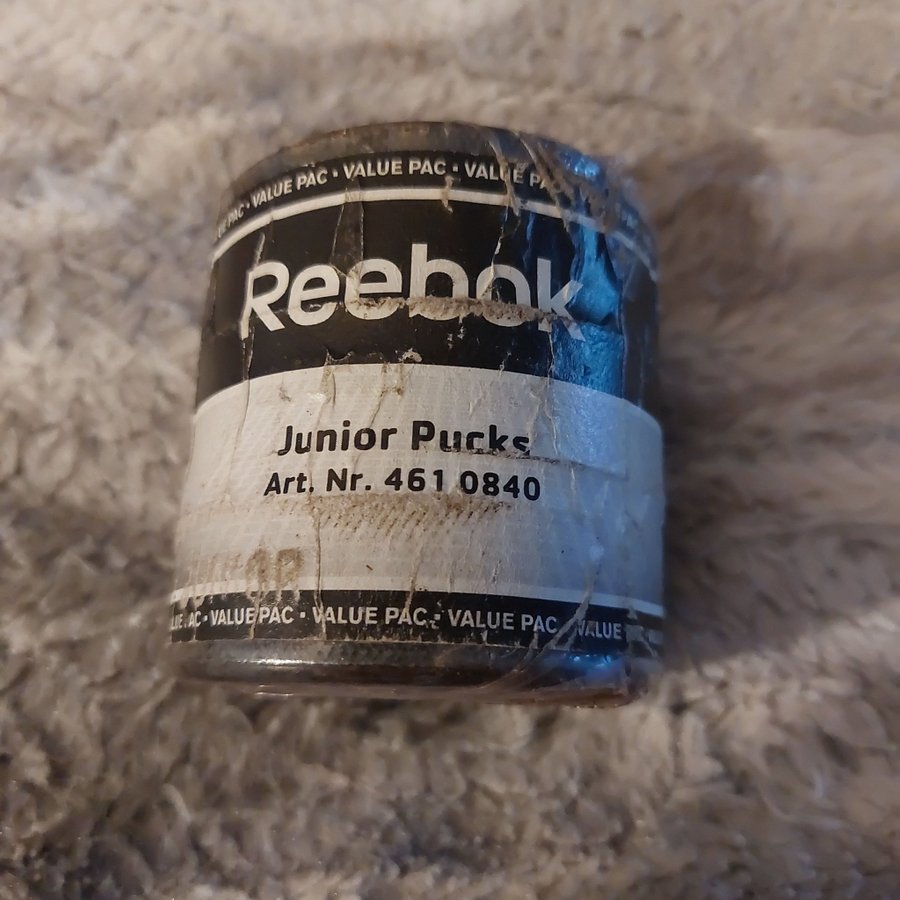 PAC • VALUE PAC • VALUE PAC • VALUE
Reebok
Junior Pucks
Art. Nr. 461 0840
VALUE PAC • VALUE PAC • VALUE PAC VALUE